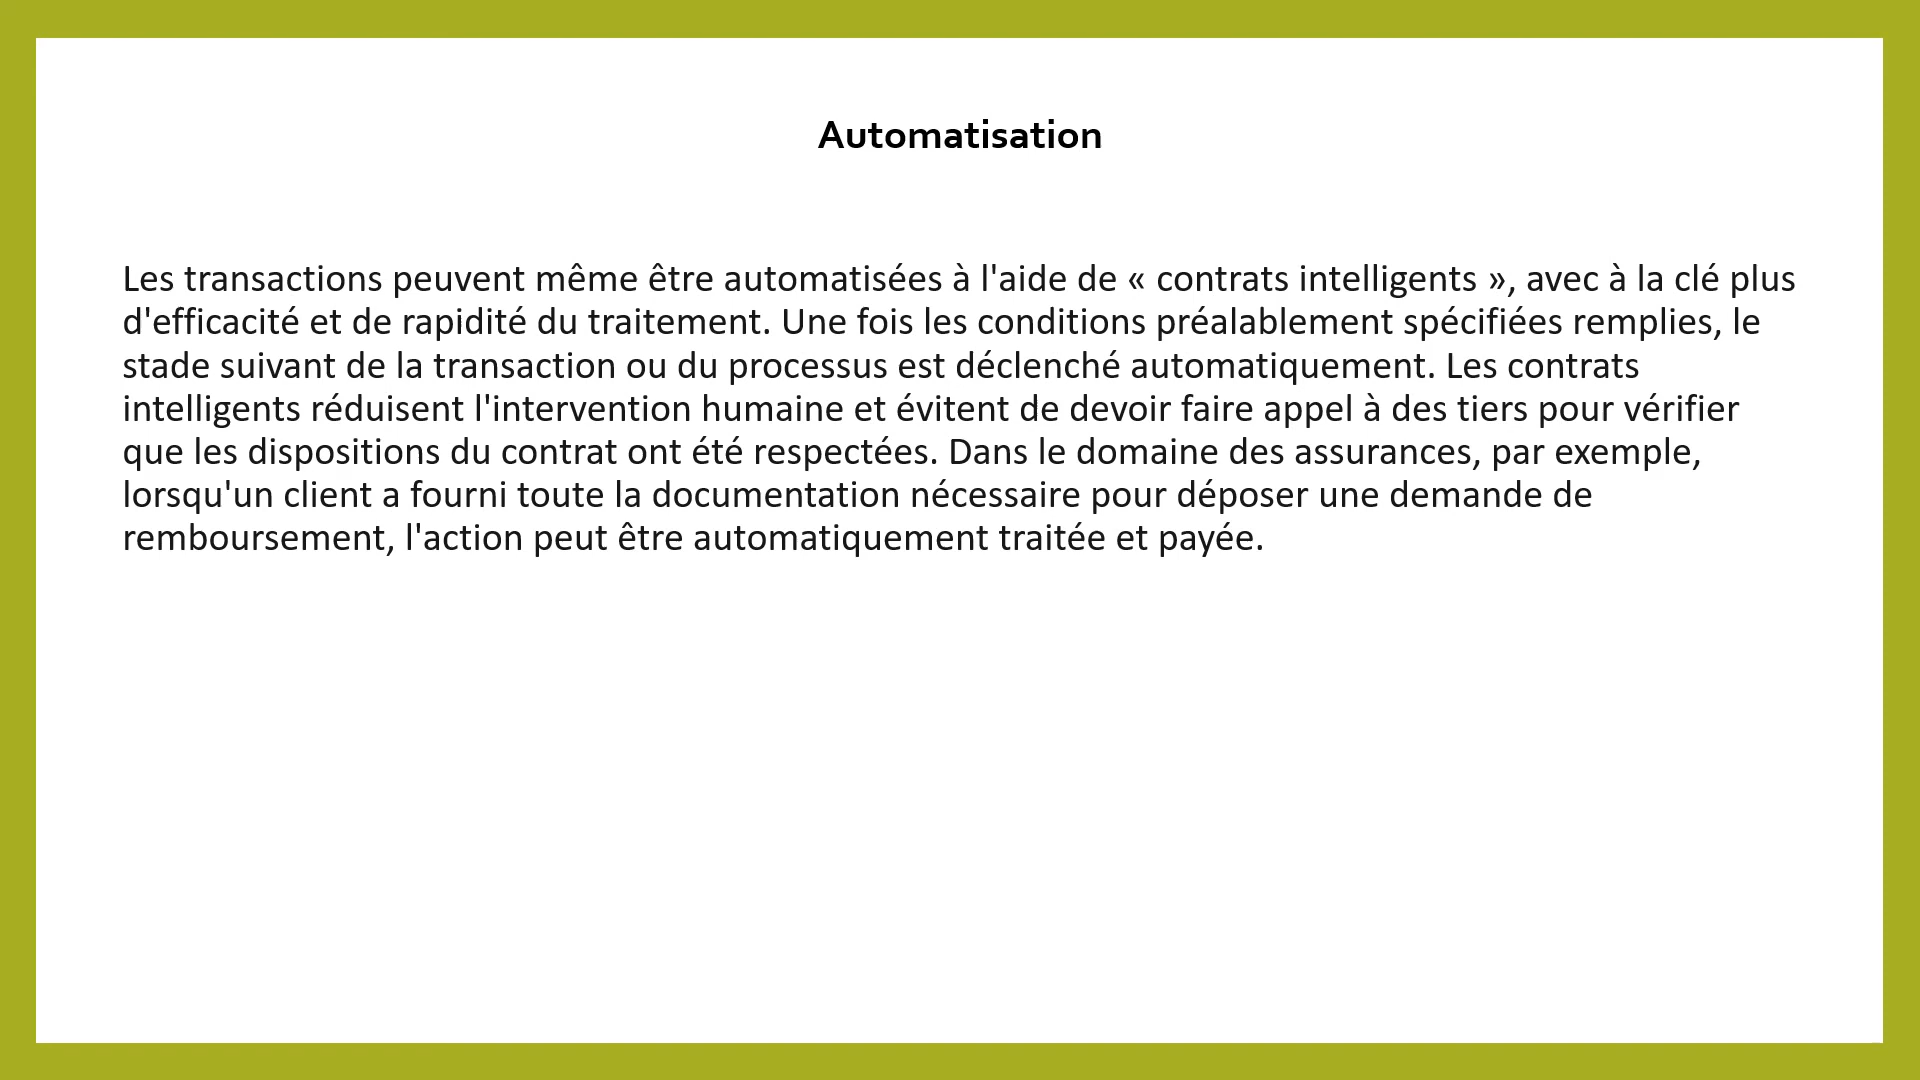 Automatisation
Les transactions peuvent même être automatisées à l'aide de « contrats intelligents », avec à la clé plus
d'efficacité et de rapidité du traitement. Une fois les conditions préalablement spécifiées remplies, le
stade suivant de la transaction ou du processus est déclenché automatiquement. Les contrats
intelligents réduisent l'intervention humaine et évitent de devoir faire appel à des tiers pour vérifier
que les dispositions du contrat ont été respectées. Dans le domaine des assurances, par exemple,
lorsqu'un client a fourni toute la documentation nécessaire pour déposer une demande de
remboursement, l'action peut être automatiquement traitée et payée.